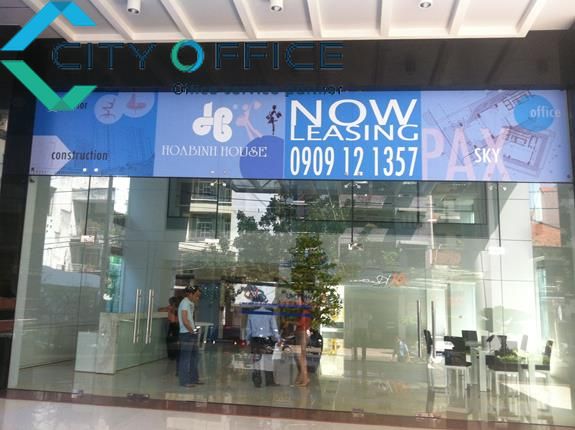 CITY OFFICE
Office service partner
construction
HOABINH HOUSE
NOW
LEASING
0909 12 1357
PAX
SKY
office